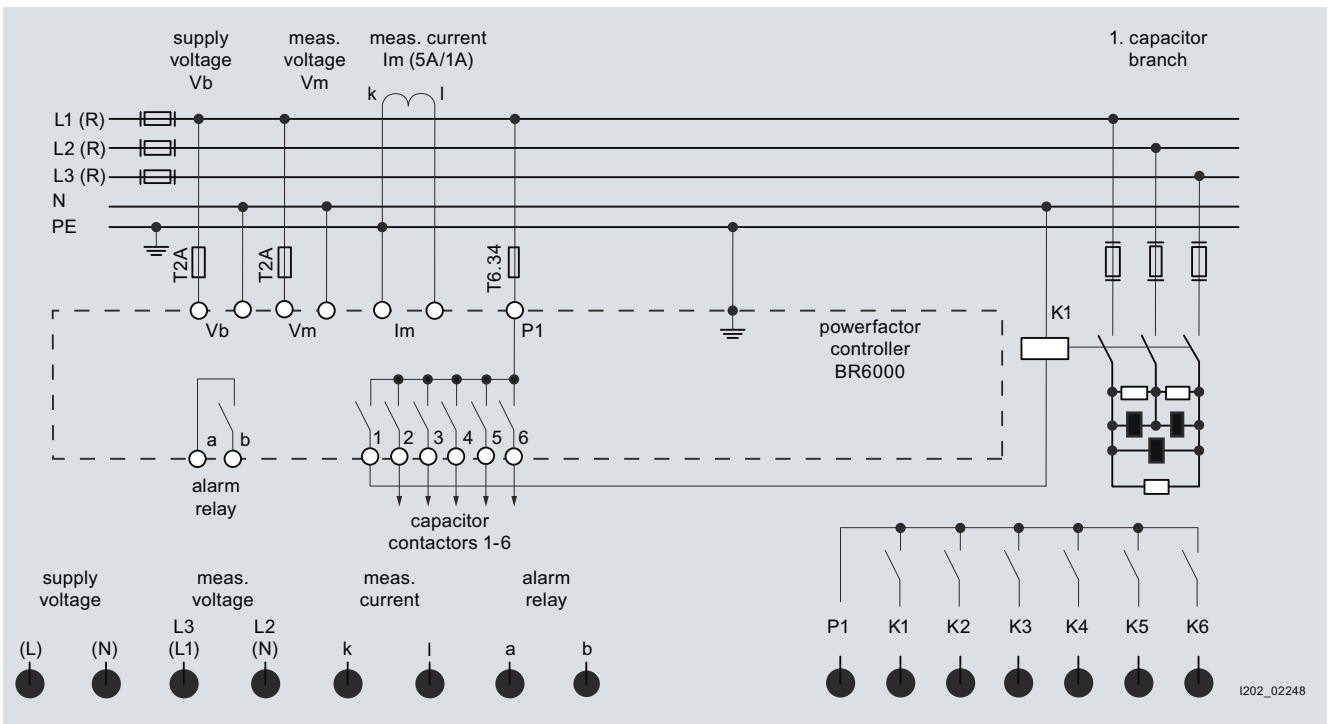 supply
voltage
Vb
meas.
voltage
Vm
meas. current
Im (5A/1A)
1. capacitor
branch
k
l
L1 (R)
L2 (R)
L3 (R)
N
PE
T2A
T2A
T6.34
Vb
Vm
Im
P1
powerfactor
controller
BR6000
K1
a
b
1
2
3
4
5
6
alarm
relay
capacitor
contactors 1-6
supply
voltage
meas.
voltage
meas.
current
alarm
relay
L3
L2
(L)
(N)
(L1)
(N)
k
l
a
b
P1
K1
K2
K3
K4
K5
K6
I202_02248